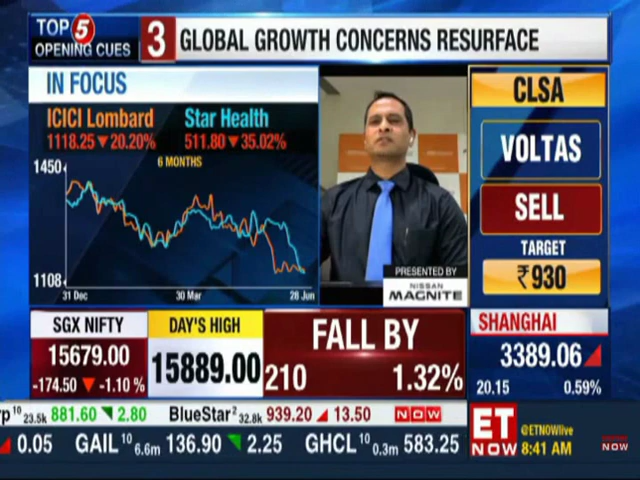 TOP 5
OPENING CUES
3
GLOBAL GROWTH CONCERNS RESURFACE
IN FOCUS
ICICI Lombard
1118.25 ▼ 20.20%
Star Health
511.80 ▼ 35.02%
6 MONTHS
1450
1108
31 Dec
30 Mar
28 Jun
PRESENTED BY
NISSAN
MAGNITE
CLSA
VOLTAS
SELL
TARGET
₹930
SGX NIFTY
15679.00
-174.50 ▼ -1.10 %
DAY'S HIGH
15889.00
FALL BY
210 1.32%
SHANGHAI
3389.06
20.15 0.59%
rp 10 23.5k 881.60 2.80 BlueStar 2 32.8k 939.20 13.50 NOW
0.05 GAIL 10 6.6m 136.90 2.25 GHCL 10 0.3m 583.25
ET
NOW
@ETNOWlive
8:41 AM
NOW